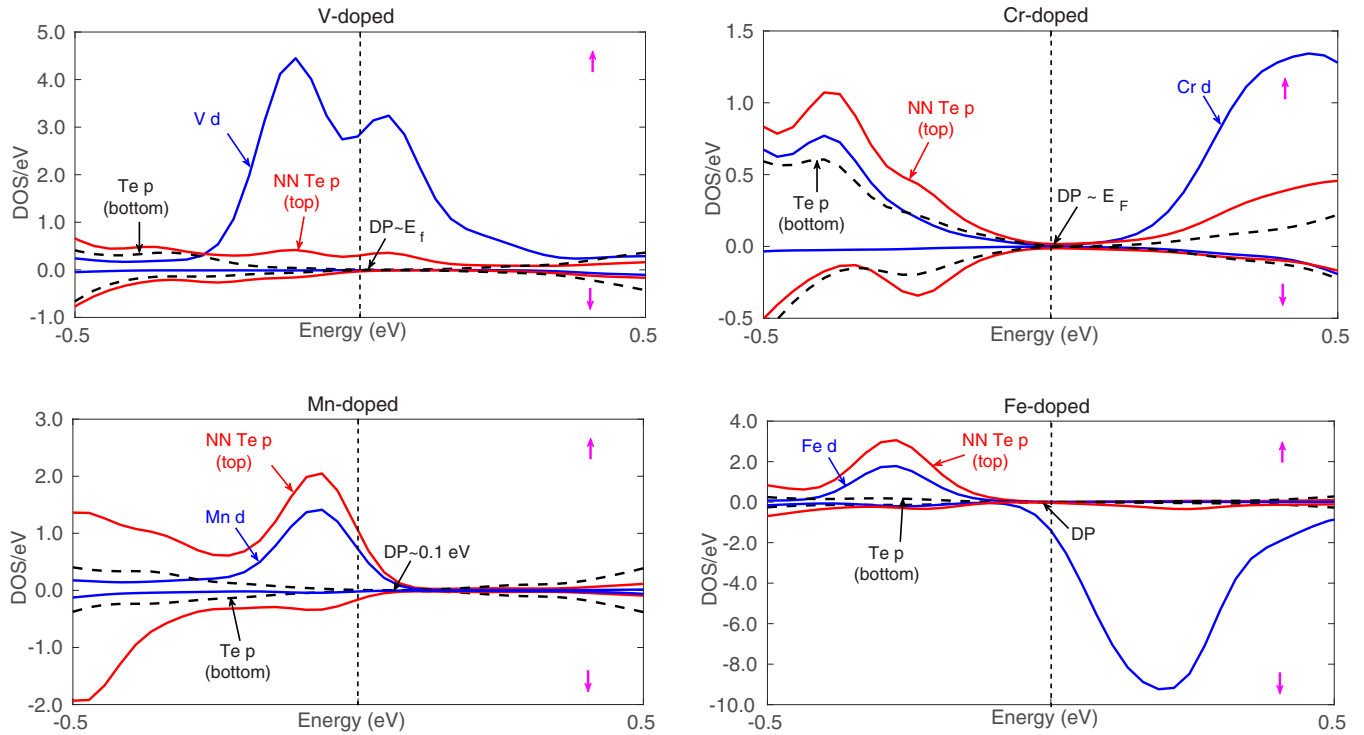 V-doped
5.0
4.0
3.0
2.0
1.0
0.0
-1.0
DOS/eV
V d
Te p
(bottom)
NN Te p
(top)
DP~E_f
-0.5
Energy (eV)
0.5
Cr-doped
1.5
1.0
0.5
0.0
-0.5
DOS/eV
NN Te p
(top)
Cr d
Te p
(bottom)
DP ~ E_F
-0.5
Energy (eV)
0.5
Mn-doped
3.0
2.0
1.0
0.0
-1.0
-2.0
DOS/eV
NN Te p
(top)
Mn d
DP~0.1 eV
Te p
(bottom)
-0.5
Energy (eV)
0.5
Fe-doped
4.0
2.0
0.0
-2.0
-4.0
-6.0
-8.0
-10.0
DOS/eV
Fe d
NN Te p
(top)
DP
Te p
(bottom)
-0.5
Energy (eV)
0.5